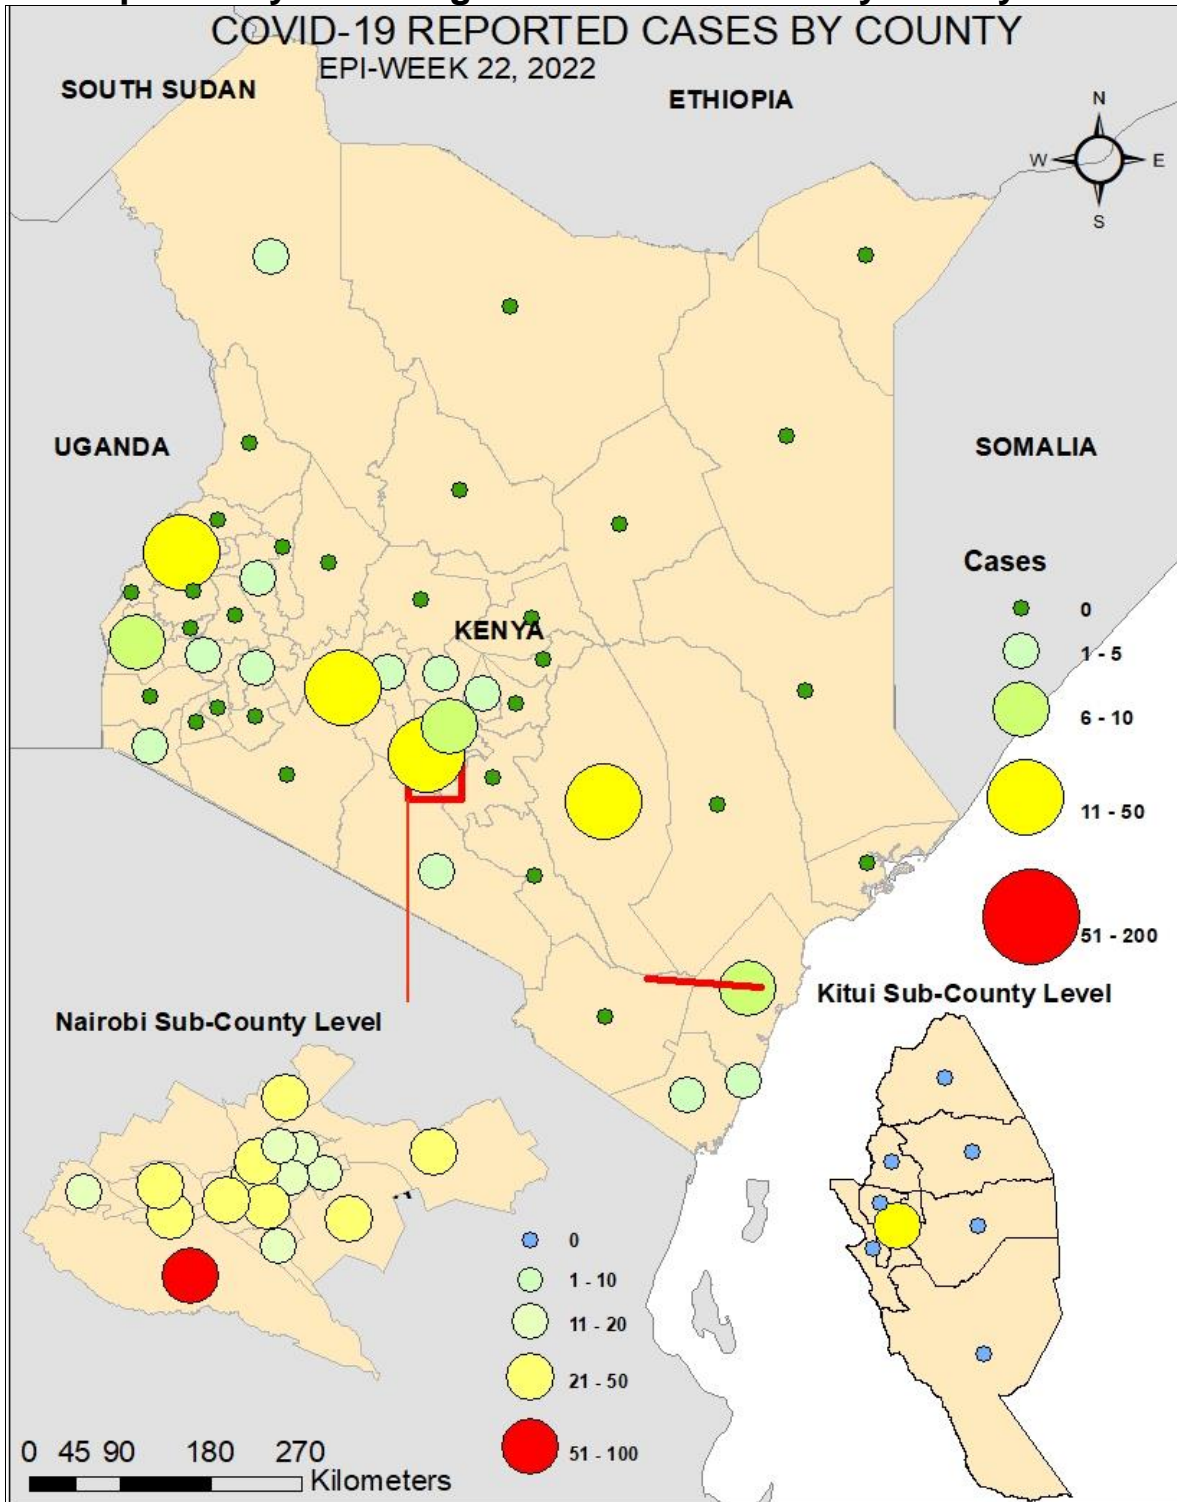 COVID-19 REPORTED CASES BY COUNTY
EPI-WEEK 22, 2022
SOUTH SUDAN
ETHIOPIA
N
W
E
S
UGANDA
SOMALIA
KENYA
Cases
0
1 - 5
6 - 10
11 - 50
51 - 200
Kitui Sub-County Level
Nairobi Sub-County Level
0
1 - 10
11 - 20
21 - 50
51 - 100
0 45 90 180 270
Kilometers